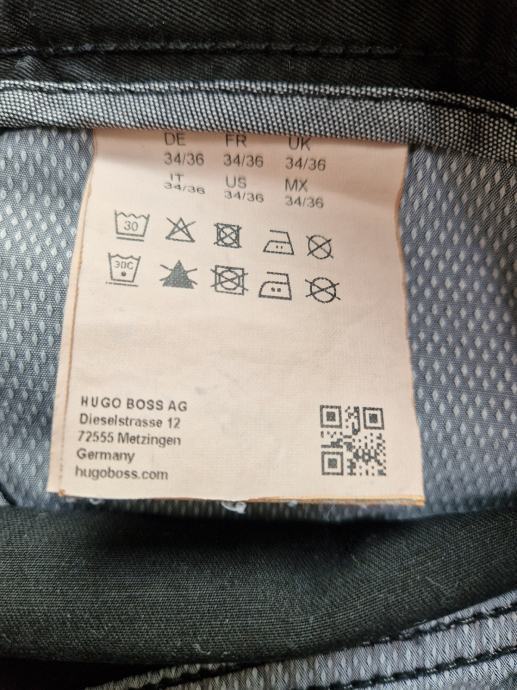 DE FR UK
34/36 34/36 34/36
IT US MX
34/36 34/36 34/36
30
30C
HUGO BOSS AG
Dieselstrasse 12
72555 Metzingen
Germany
hugoboss.com